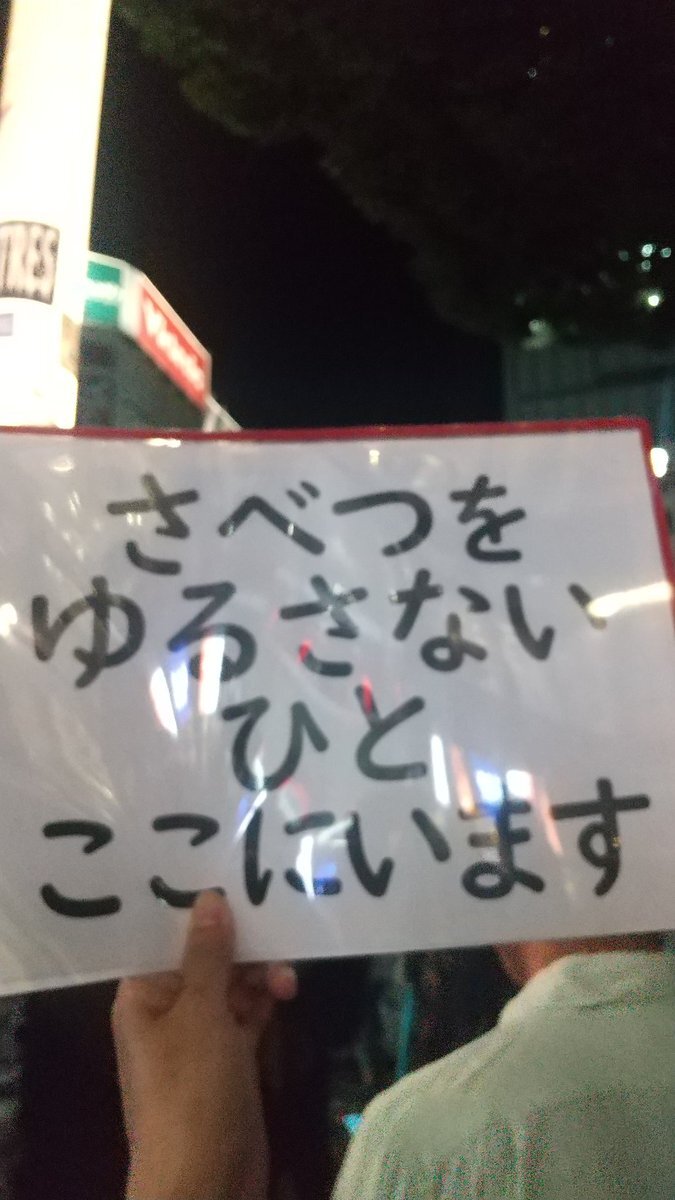 さべつを
ゆるさない
ひと
ここにいます